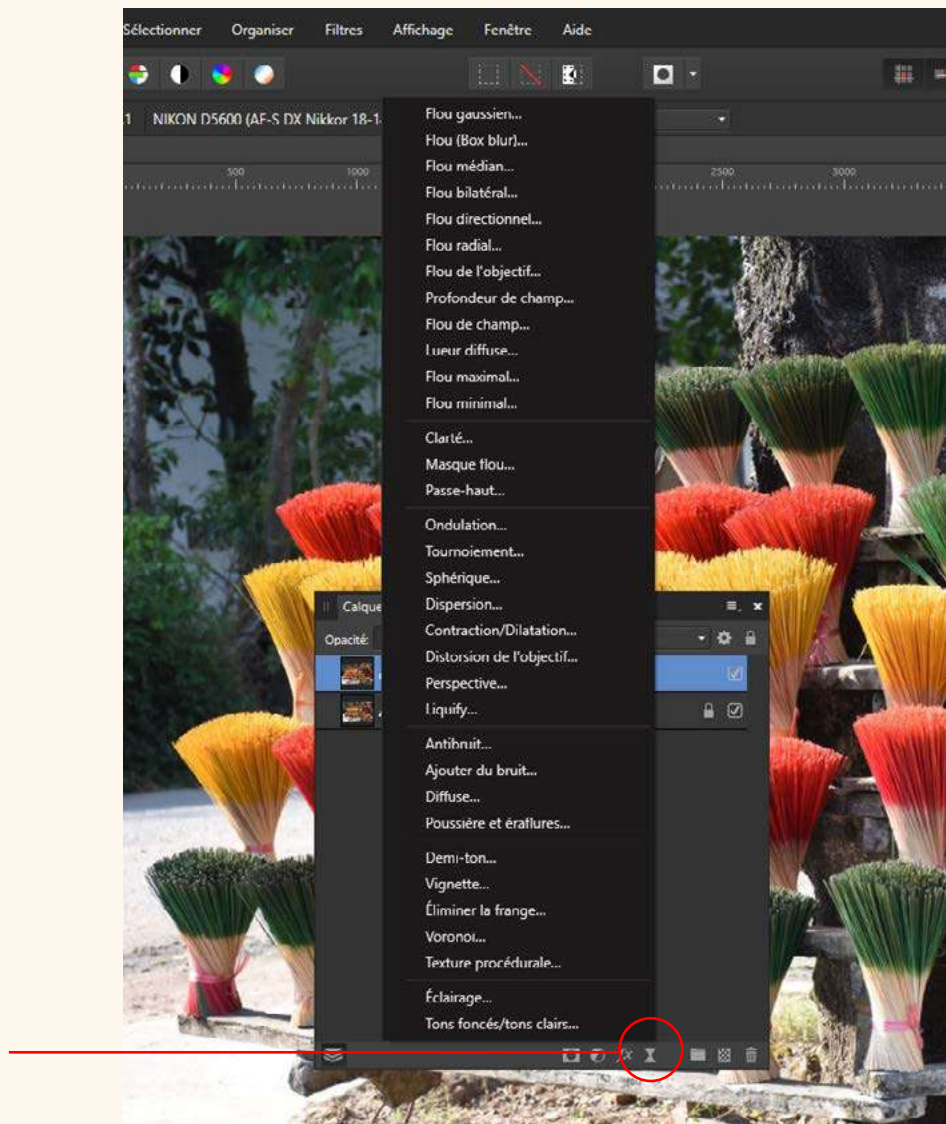 Sélectionner Organiser Filtres Affichage Fenêtre Aide
1 NIKON D5600 (AF-S DX Nikkor 18-1
500 1000 2500 3000
Flou gaussien...
Flou (Box blur)...
Flou médian...
Flou bilatéral...
Flou directionnel...
Flou radial...
Flou de l'objectif...
Profondeur de champ...
Flou de champ...
Lueur diffuse...
Flou maximal...
Flou minimal...
Clarté...
Masque flou...
Passe-haut...
Ondulation...
Tournoiement...
Sphérique...
Dispersion...
Contraction/Dilatation...
Distorsion de l'objectif...
Perspective...
Liquify...
Antibruit...
Ajouter du bruit...
Diffuse...
Poussière et éraflures...
Demi-ton...
Vignette...
Éliminer la frange...
Voronoi...
Texture procédurale...
Éclairage...
Tons foncés/tons clairs...
Calque
Opacité:
fx